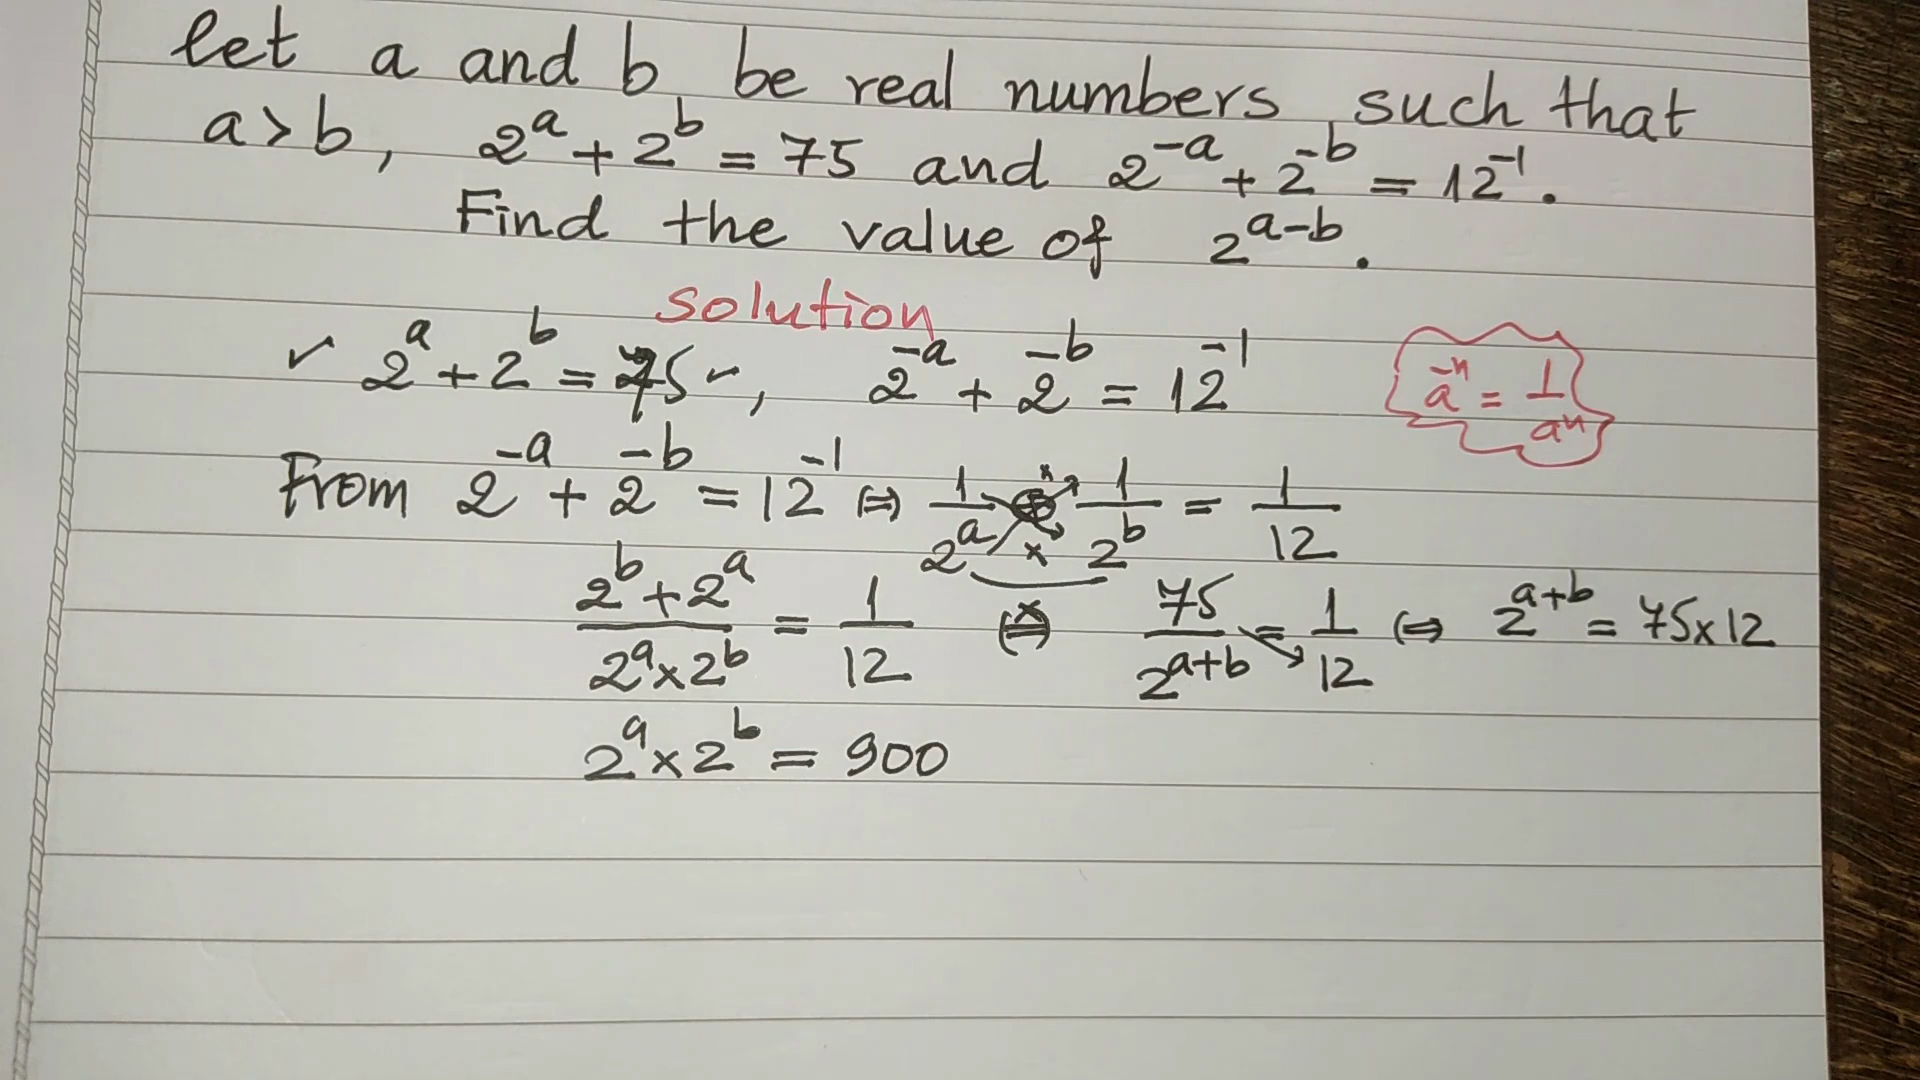 let a and b be real numbers such that
a>b, 2^a + 2^b = 75 and 2^-a + 2^-b = 12^-1.
Find the value of 2^a-b.
solution
✓ 2^a + 2^b = 75 ✓, 2^-a + 2^-b = 12^-1
a^-n = 1/a^n
From 2^-a + 2^-b = 12^-1 ⇔ 1/2^a + 1/2^b = 1/12
2^b + 2^a / 2^a x 2^b = 1/12 ⇔ 75/2^a+b = 1/12 ⇔ 2^a+b = 75x12
2^a x 2^b = 900